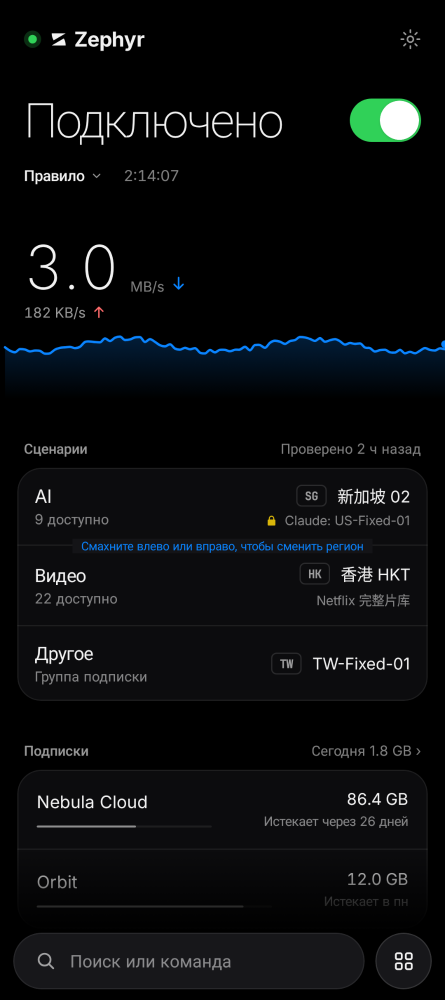 Zephyr
Подключено
Правило 2:14:07
3.0 MB/s ↓
182 KB/s ↑
Сценарии Проверено 2 ч назад
AI SG 新加坡 02
9 доступно Claude: US-Fixed-01
Смахните влево или вправо, чтобы сменить регион
Видео HK 香港 HKT
22 доступно Netflix 完整片库
Другое TW TW-Fixed-01
Группа подписки
Подписки Сегодня 1.8 GB ›
Nebula Cloud 86.4 GB
Истекает через 26 дней
Orbit 12.0 GB
Истекает в пн
Поиск или команда